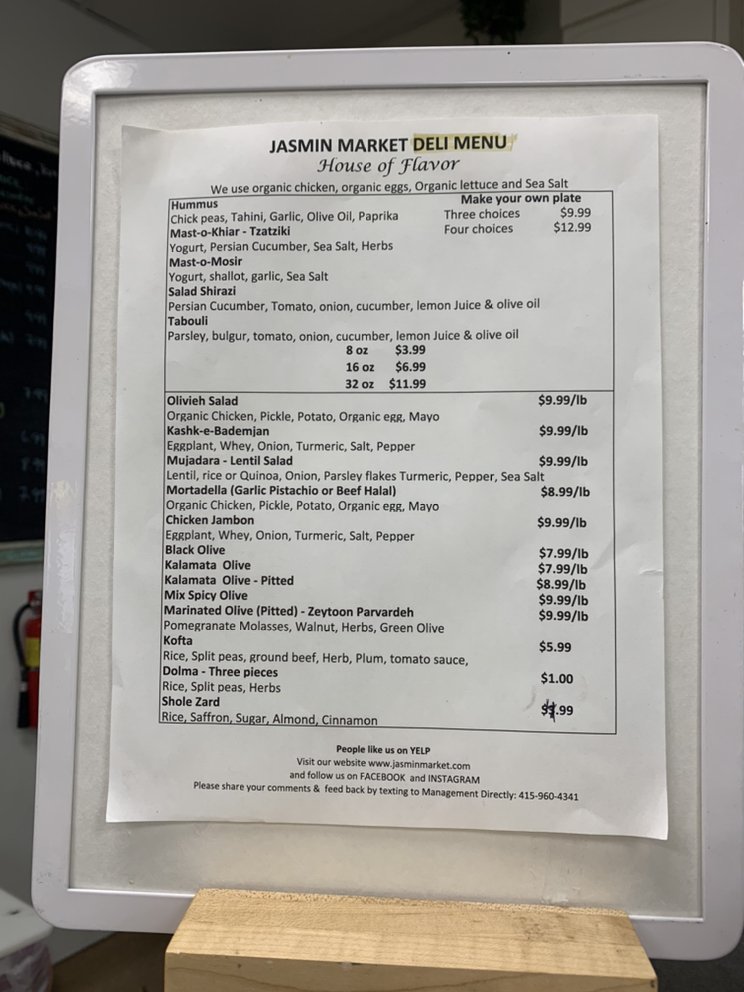 JASMIN MARKET DELI MENU
House of Flavor
We use organic chicken, organic eggs, Organic lettuce and Sea Salt
Hummus
Make your own plate
Chick peas, Tahini, Garlic, Olive Oil, Paprika
Three choices $9.99
Mast-o-Khiar - Tzatziki
Four choices $12.99
Yogurt, Persian Cucumber, Sea Salt, Herbs
Mast-o-Mosir
Yogurt, shallot, garlic, Sea Salt
Salad Shirazi
Persian Cucumber, Tomato, onion, cucumber, lemon Juice & olive oil
Tabouli
Parsley, bulgur, tomato, onion, cucumber, lemon Juice & olive oil
8 oz $3.99
16 oz $6.99
32 oz $11.99
Olivieh Salad $9.99/lb
Organic Chicken, Pickle, Potato, Organic egg, Mayo
Kashk-e-Bademjan $9.99/lb
Eggplant, Whey, Onion, Turmeric, Salt, Pepper
Mujadara - Lentil Salad $9.99/lb
Lentil, rice or Quinoa, Onion, Parsley flakes Turmeric, Pepper, Sea Salt
Mortadella (Garlic Pistachio or Beef Halal) $8.99/lb
Organic Chicken, Pickle, Potato, Organic egg, Mayo
Chicken Jambon $9.99/lb
Eggplant, Whey, Onion, Turmeric, Salt, Pepper
Black Olive $7.99/lb
Kalamata Olive $7.99/lb
Kalamata Olive - Pitted $8.99/lb
Mix Spicy Olive $9.99/lb
Marinated Olive (Pitted) - Zeytoon Parvardeh $9.99/lb
Pomegranate Molasses, Walnut, Herbs, Green Olive
Kofta $5.99
Rice, Split peas, ground beef, Herb, Plum, tomato sauce,
Dolma - Three pieces $1.00
Rice, Split peas, Herbs
Shole Zard $4.99
Rice, Saffron, Sugar, Almond, Cinnamon
People like us on YELP
Visit our website www.jasminmarket.com
and follow us on FACEBOOK and INSTAGRAM
Please share your comments & feed back by texting to Management Directly: 415-960-4341